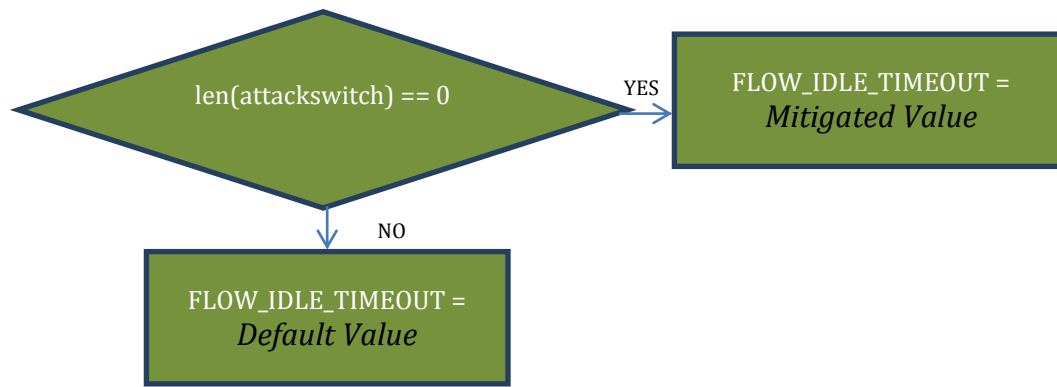 len(attackswitch) == 0
YES
FLOW_IDLE_TIMEOUT =
Mitigated Value
NO
FLOW_IDLE_TIMEOUT =
Default Value